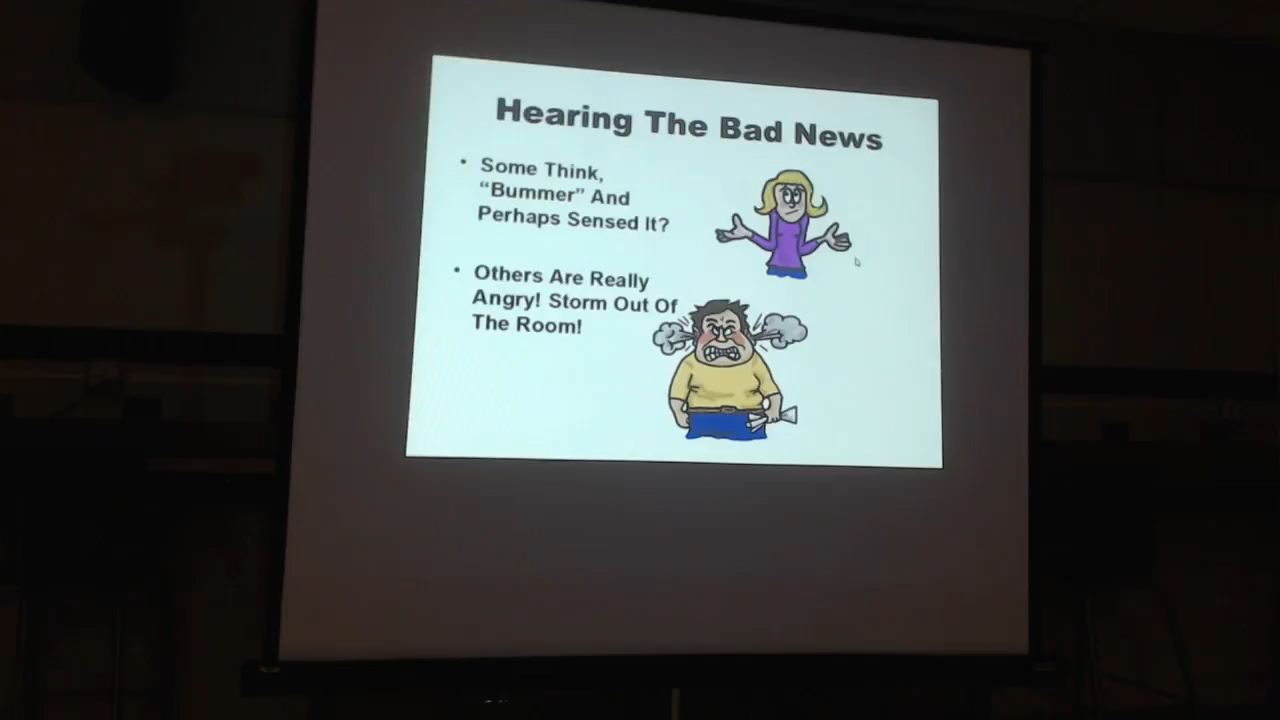 Hearing The Bad News
• Some Think,
“Bummer” And
Perhaps Sensed It?
• Others Are Really
Angry! Storm Out Of
The Room!